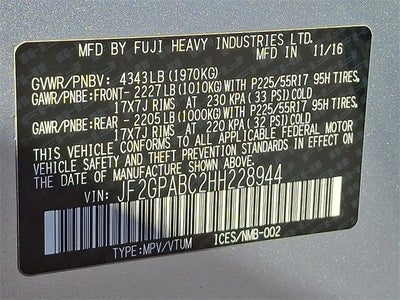 MFD BY FUJI HEAVY INDUSTRIES LTD.
MFD IN 11/16
GVWR/PNBV: 4343LB(1970KG)
GAWR/PNBE:FRONT- 2227LB(1010KG)WITH/AVEC P225/55R17 95H TIRES,
17X7J RIMS AT 230 KPA(33 PSI)COLD
GAWR/PNBE:REAR - 2205LB(1000KG)WITH/AVEC P225/55R17 95H TIRES,
17X7J RIMS AT 220 KPA(32 PSI)COLD
THIS VEHICLE CONFORMS TO ALL APPLICABLE FEDERAL MOTOR
VEHICLE SAFETY AND THEFT PREVENTION STANDARDS IN EFFECT ON THE
DATE OF MANUFACTURE SHOWN ABOVE.
JF2GPABC2HH228944
TYPE:MPV/VTUM
ICES/NMB-002